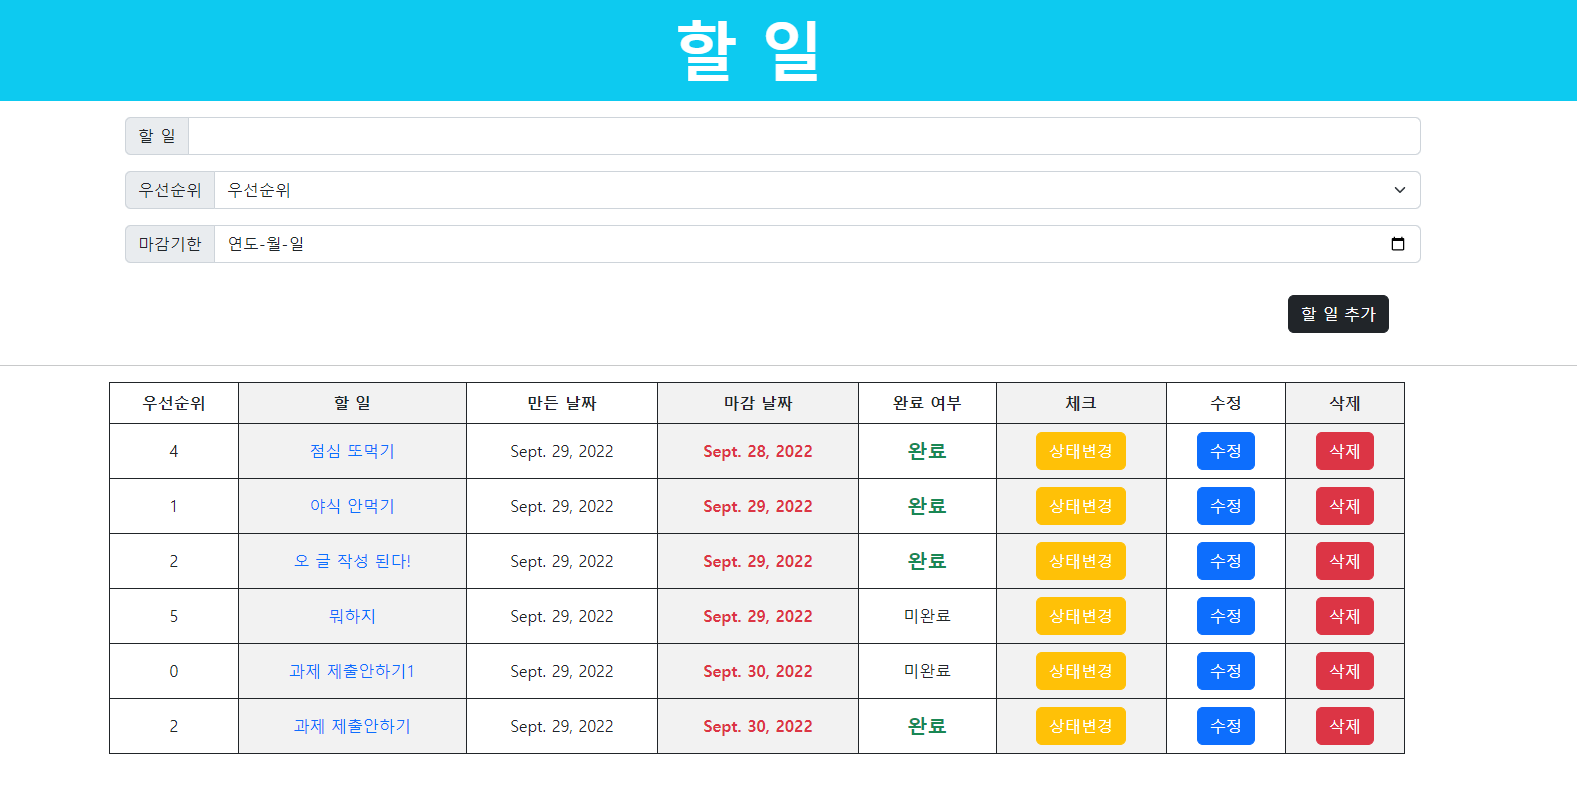 할 일
할 일
우선순위 우선순위
마감기한 연도-월-일
할 일 추가
우선순위 할 일 만든 날짜 마감 날짜 완료 여부 체크 수정 삭제
4 점심 또먹기 Sept. 29, 2022 Sept. 28, 2022 완료 상태변경 수정 삭제
1 야식 안먹기 Sept. 29, 2022 Sept. 29, 2022 완료 상태변경 수정 삭제
2 오 글 작성 된다! Sept. 29, 2022 Sept. 29, 2022 완료 상태변경 수정 삭제
5 뭐하지 Sept. 29, 2022 Sept. 29, 2022 미완료 상태변경 수정 삭제
0 과제 제출안하기1 Sept. 29, 2022 Sept. 30, 2022 미완료 상태변경 수정 삭제
2 과제 제출안하기 Sept. 29, 2022 Sept. 30, 2022 완료 상태변경 수정 삭제